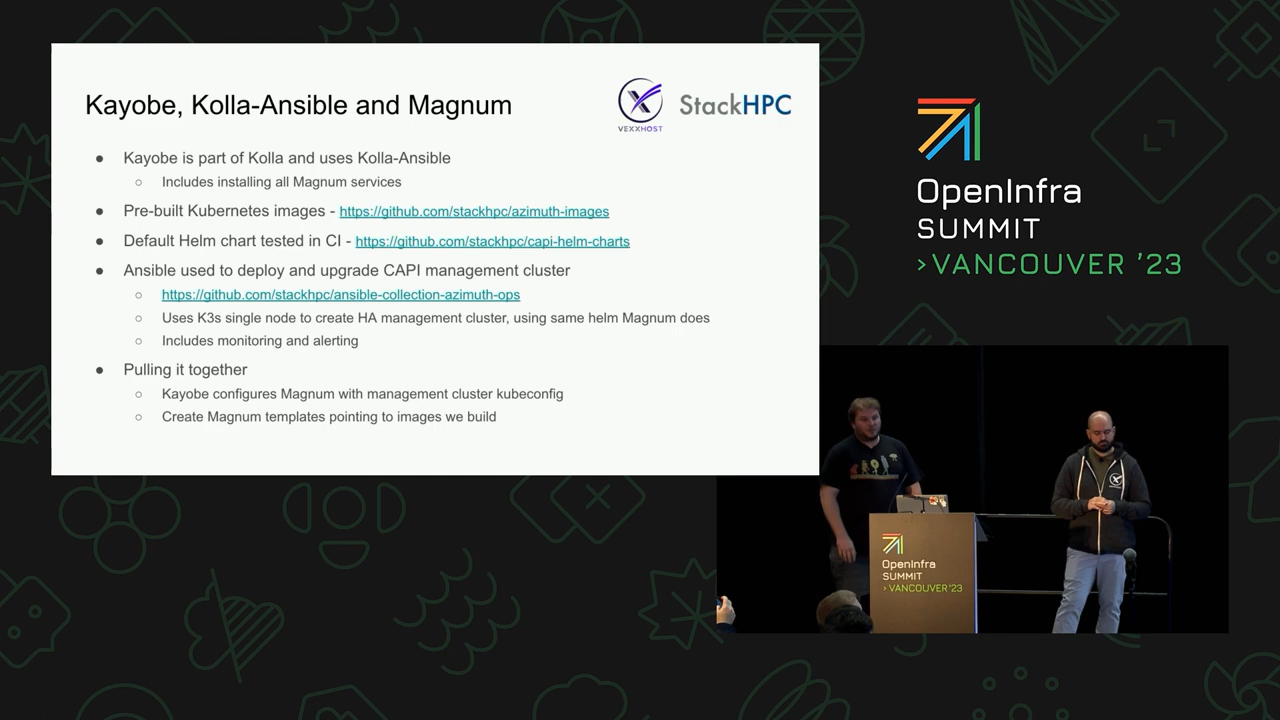 Kayobe, Kolla-Ansible and Magnum
VEXXHOST
StackHPC
● Kayobe is part of Kolla and uses Kolla-Ansible
○ Includes installing all Magnum services
● Pre-built Kubernetes images - https://github.com/stackhpc/azimuth-images
● Default Helm chart tested in CI - https://github.com/stackhpc/capi-helm-charts
● Ansible used to deploy and upgrade CAPI management cluster
○ https://github.com/stackhpc/ansible-collection-azimuth-ops
○ Uses K3s single node to create HA management cluster, using same helm Magnum does
○ Includes monitoring and alerting
● Pulling it together
○ Kayobe configures Magnum with management cluster kubeconfig
○ Create Magnum templates pointing to images we build
OpenInfra
SUMMIT
>VANCOUVER '23
OpenInfra
SUMMIT
>VANCOUVER '23